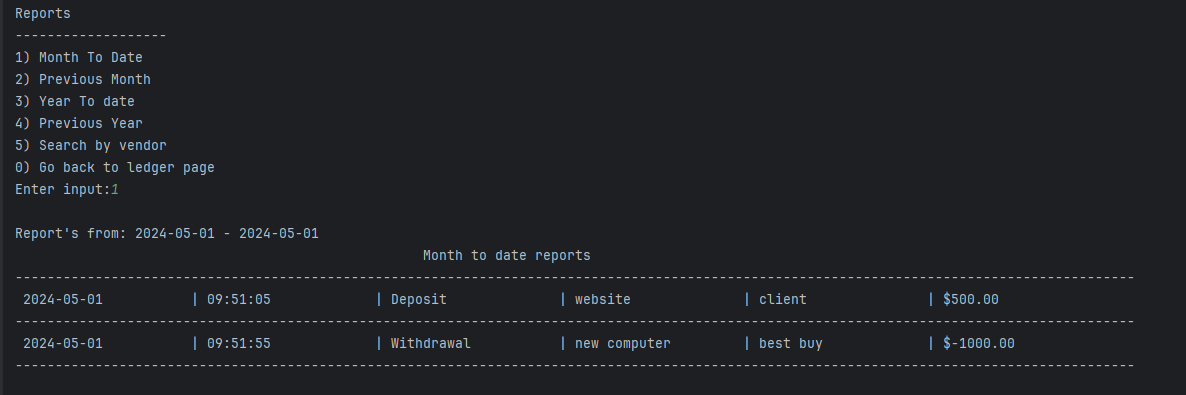 Reports
-------------------
1) Month To Date
2) Previous Month
3) Year To date
4) Previous Year
5) Search by vendor
0) Go back to ledger page
Enter input:1
Report's from: 2024-05-01 - 2024-05-01
Month to date reports
--------------------------------------------------------------------------------------------------------------------------------------------
2024-05-01 | 09:51:05 | Deposit | website | client | $500.00
--------------------------------------------------------------------------------------------------------------------------------------------
2024-05-01 | 09:51:55 | Withdrawal | new computer | best buy | $-1000.00
--------------------------------------------------------------------------------------------------------------------------------------------